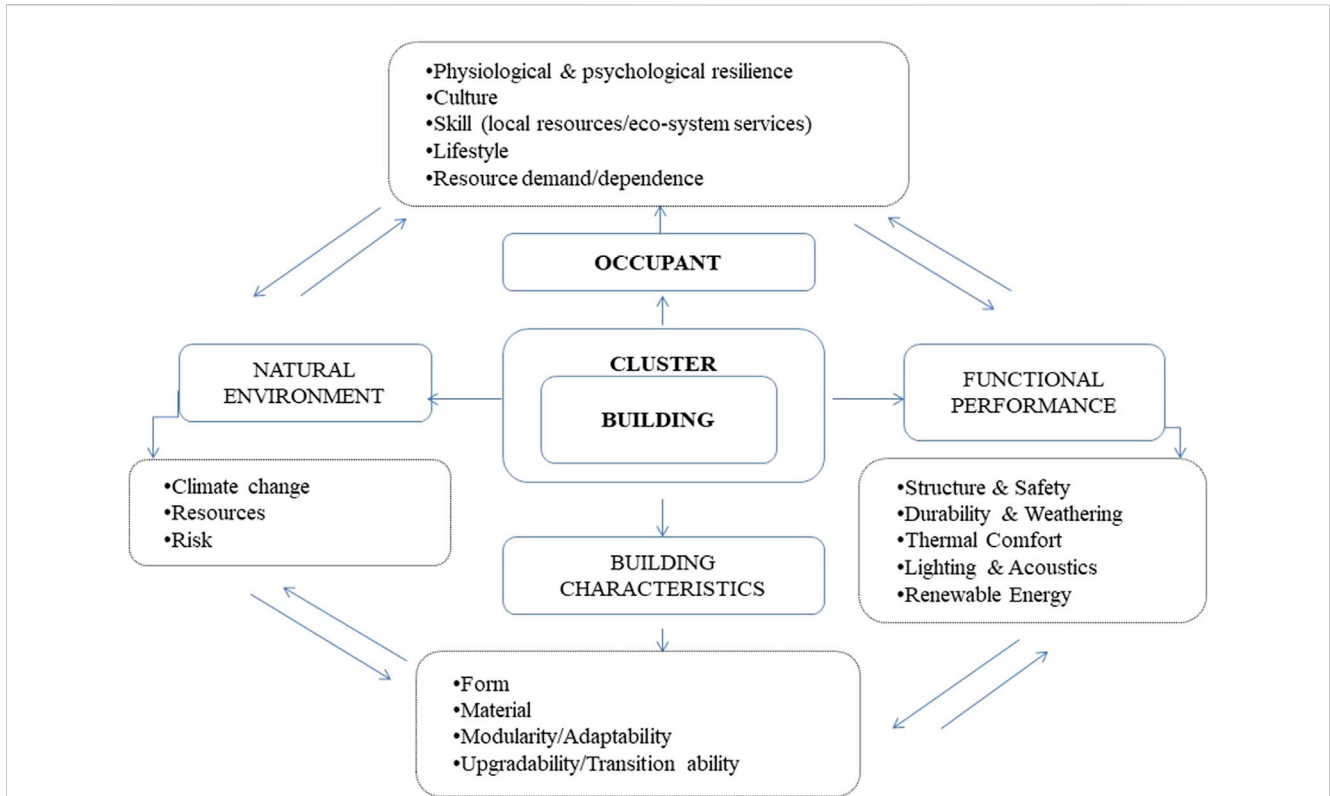 •Physiological & psychological resilience
•Culture
•Skill (local resources/eco-system services)
•Lifestyle
•Resource demand/dependence
OCCUPANT
NATURAL
ENVIRONMENT
CLUSTER
BUILDING
FUNCTIONAL
PERFORMANCE
•Climate change
•Resources
•Risk
•Structure & Safety
•Durability & Weathering
•Thermal Comfort
•Lighting & Acoustics
•Renewable Energy
BUILDING
CHARACTERISTICS
•Form
•Material
•Modularity/Adaptability
•Upgradability/Transition ability